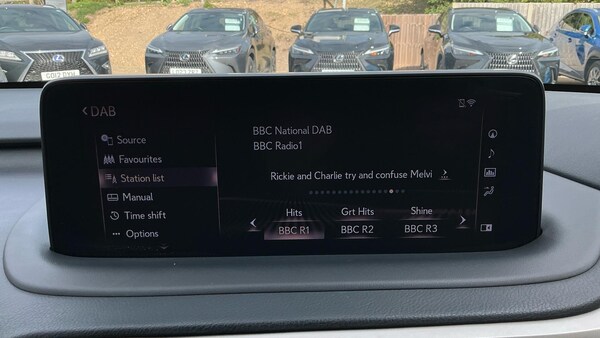 DAB
Source
Favourites
Station list
Manual
Time shift
Options
BBC National DAB
BBC Radio1
Rickie and Charlie try and confuse Melvi
Hits Grt Hits Shine
BBC R1 BBC R2 BBC R3